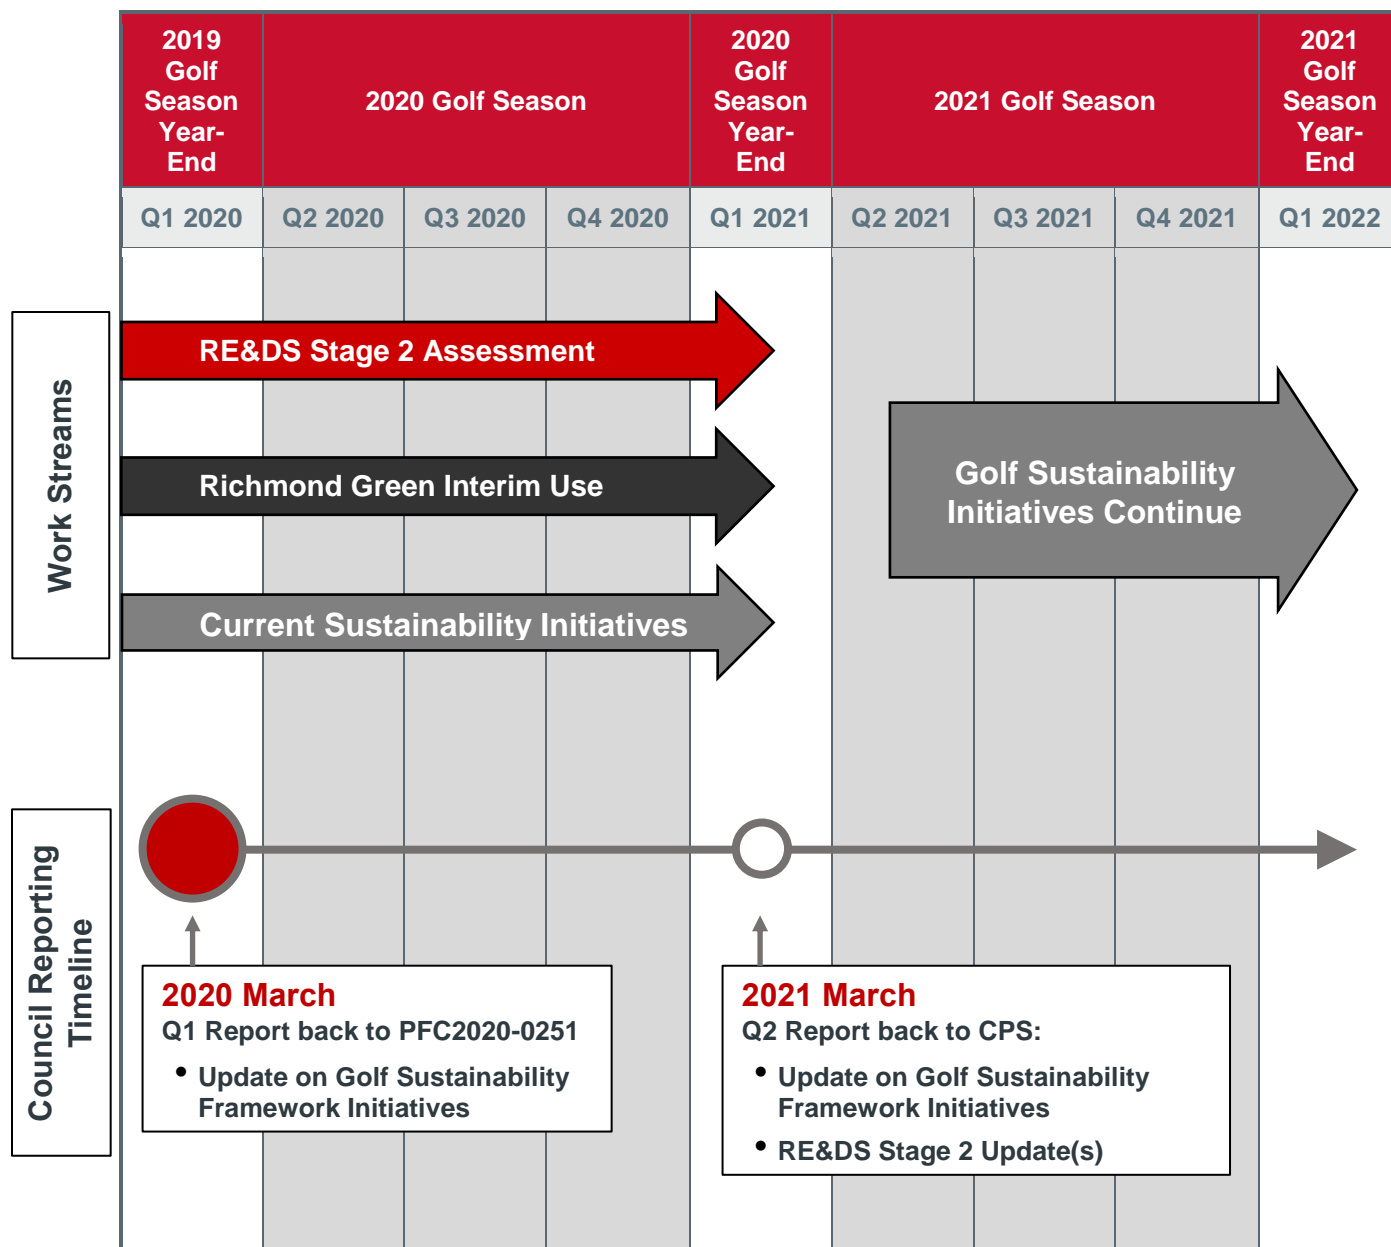 2019
Golf
Season
Year-
End
2020 Golf Season
2020
Golf
Season
Year-
End
2021 Golf Season
2021
Golf
Season
Year-
End
Q1 2020
Q2 2020
Q3 2020
Q4 2020
Q1 2021
Q2 2021
Q3 2021
Q4 2021
Q1 2022
Work Streams
RE&DS Stage 2 Assessment
Richmond Green Interim Use
Current Sustainability Initiatives
Golf Sustainability
Initiatives Continue
Council Reporting
Timeline
2020 March
Q1 Report back to PFC2020-0251
• Update on Golf Sustainability
Framework Initiatives
2021 March
Q2 Report back to CPS:
• Update on Golf Sustainability
Framework Initiatives
• RE&DS Stage 2 Update(s)